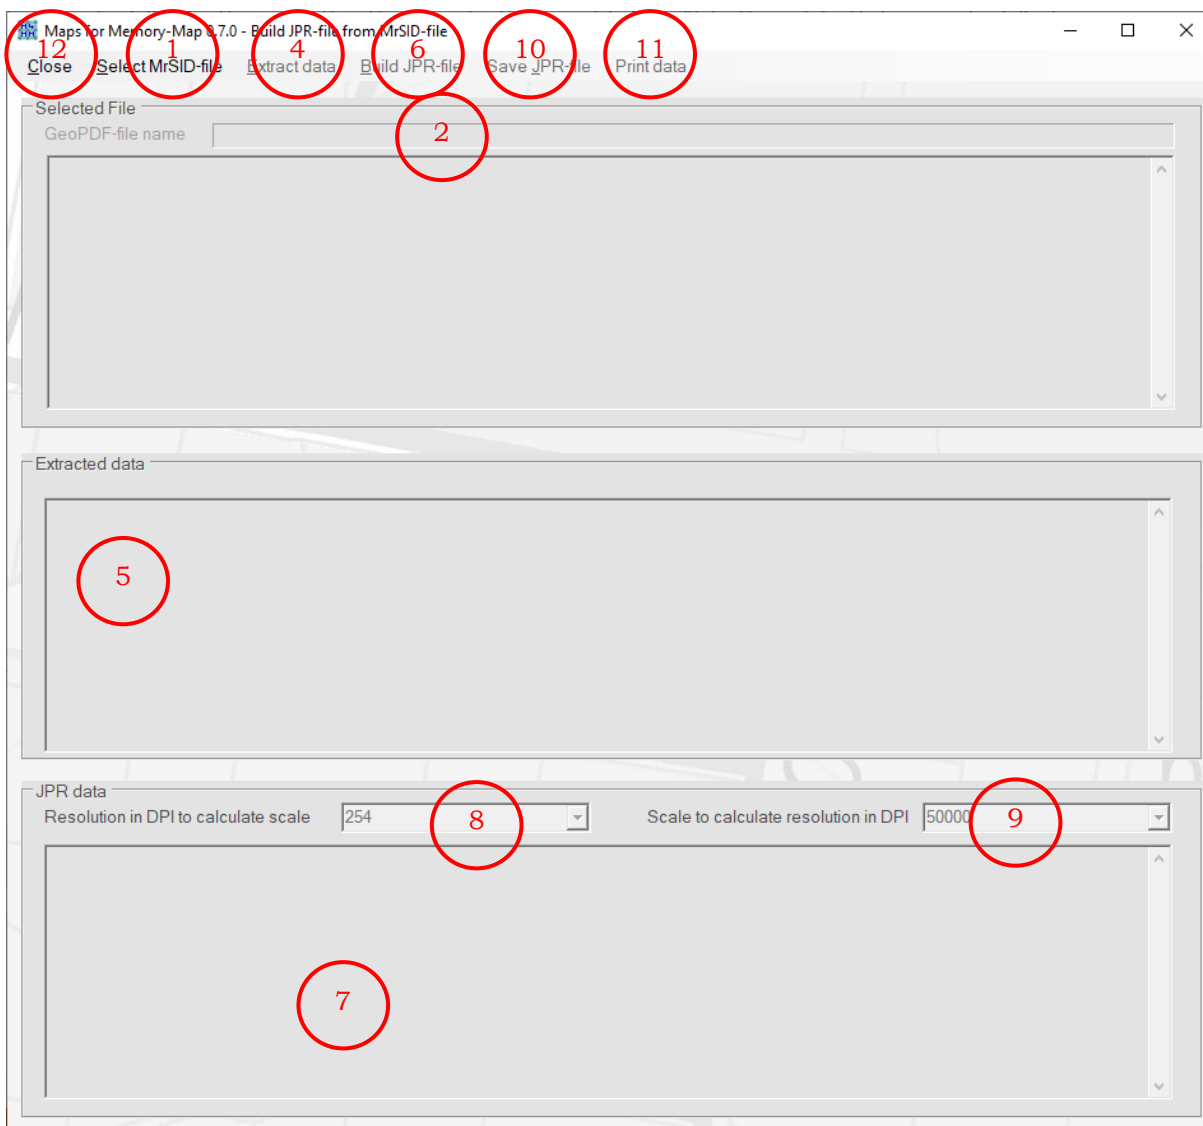 Maps for Memory-Map 0.7.0 - Build JPR-file from MrSID-file
12 1 4 6 10 11
Close Select MrSID-file Extract data Build JPR-file Save JPR-file Print data
Selected File
GeoPDF-file name 2
Extracted data
5
JPR data
Resolution in DPI to calculate scale 254 8 Scale to calculate resolution in DPI 50000 9
7